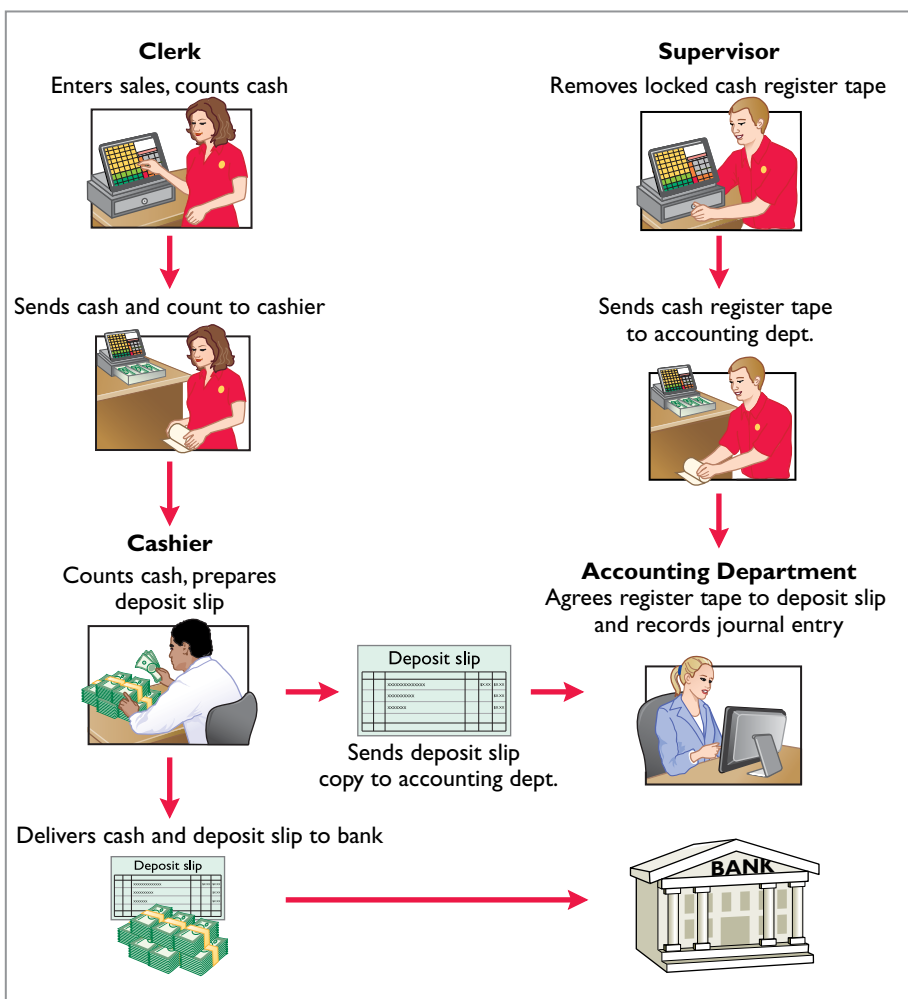 Clerk
Enters sales, counts cash
Supervisor
Removes locked cash register tape
Sends cash and count to cashier
Sends cash register tape
to accounting dept.
Cashier
Counts cash, prepares
deposit slip
Accounting Department
Agrees register tape to deposit slip
and records journal entry
Deposit slip
Sends deposit slip
copy to accounting dept.
Delivers cash and deposit slip to bank
Deposit slip
BANK